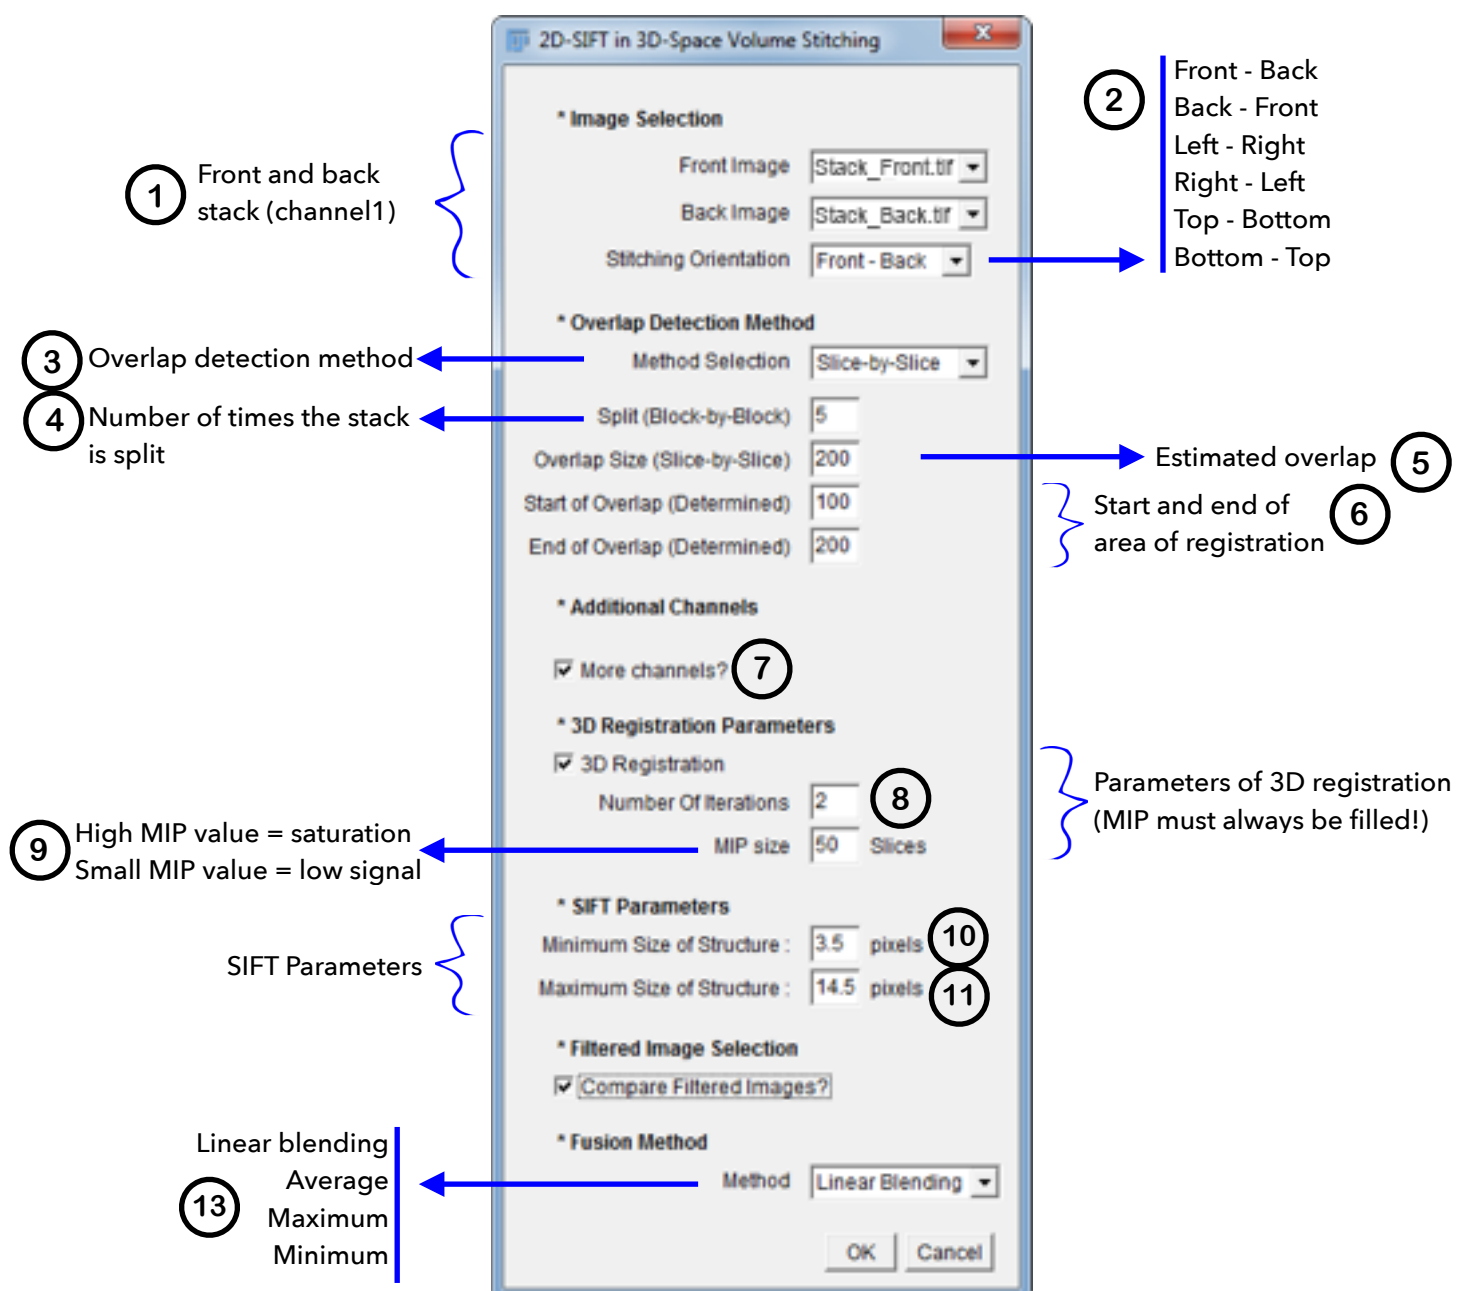 2D-SIFT in 3D-Space Volume Stitching
* Image Selection
Front Image Stack_Front.tif
Back Image Stack_Back.tif
Stitching Orientation Front - Back
1 Front and back
stack (channel1)
2 Front - Back
Back - Front
Left - Right
Right - Left
Top - Bottom
Bottom - Top
* Overlap Detection Method
3 Overlap detection method
Method Selection Slice-by-Slice
4 Number of times the stack
is split
Split (Block-by-Block) 5
Overlap Size (Slice-by-Slice) 200
Estimated overlap 5
Start of Overlap (Determined) 100
End of Overlap (Determined) 200
Start and end of
area of registration 6
* Additional Channels
More channels? 7
* 3D Registration Parameters
3D Registration
Number Of Iterations 2 8
MIP size 50 Slices
Parameters of 3D registration
(MIP must always be filled!)
9 High MIP value = saturation
Small MIP value = low signal
* SIFT Parameters
Minimum Size of Structure : 3.5 pixels 10
Maximum Size of Structure : 14.5 pixels 11
SIFT Parameters
* Filtered Image Selection
Compare Filtered Images?
* Fusion Method
Method Linear Blending
13 Linear blending
Average
Maximum
Minimum
OK Cancel